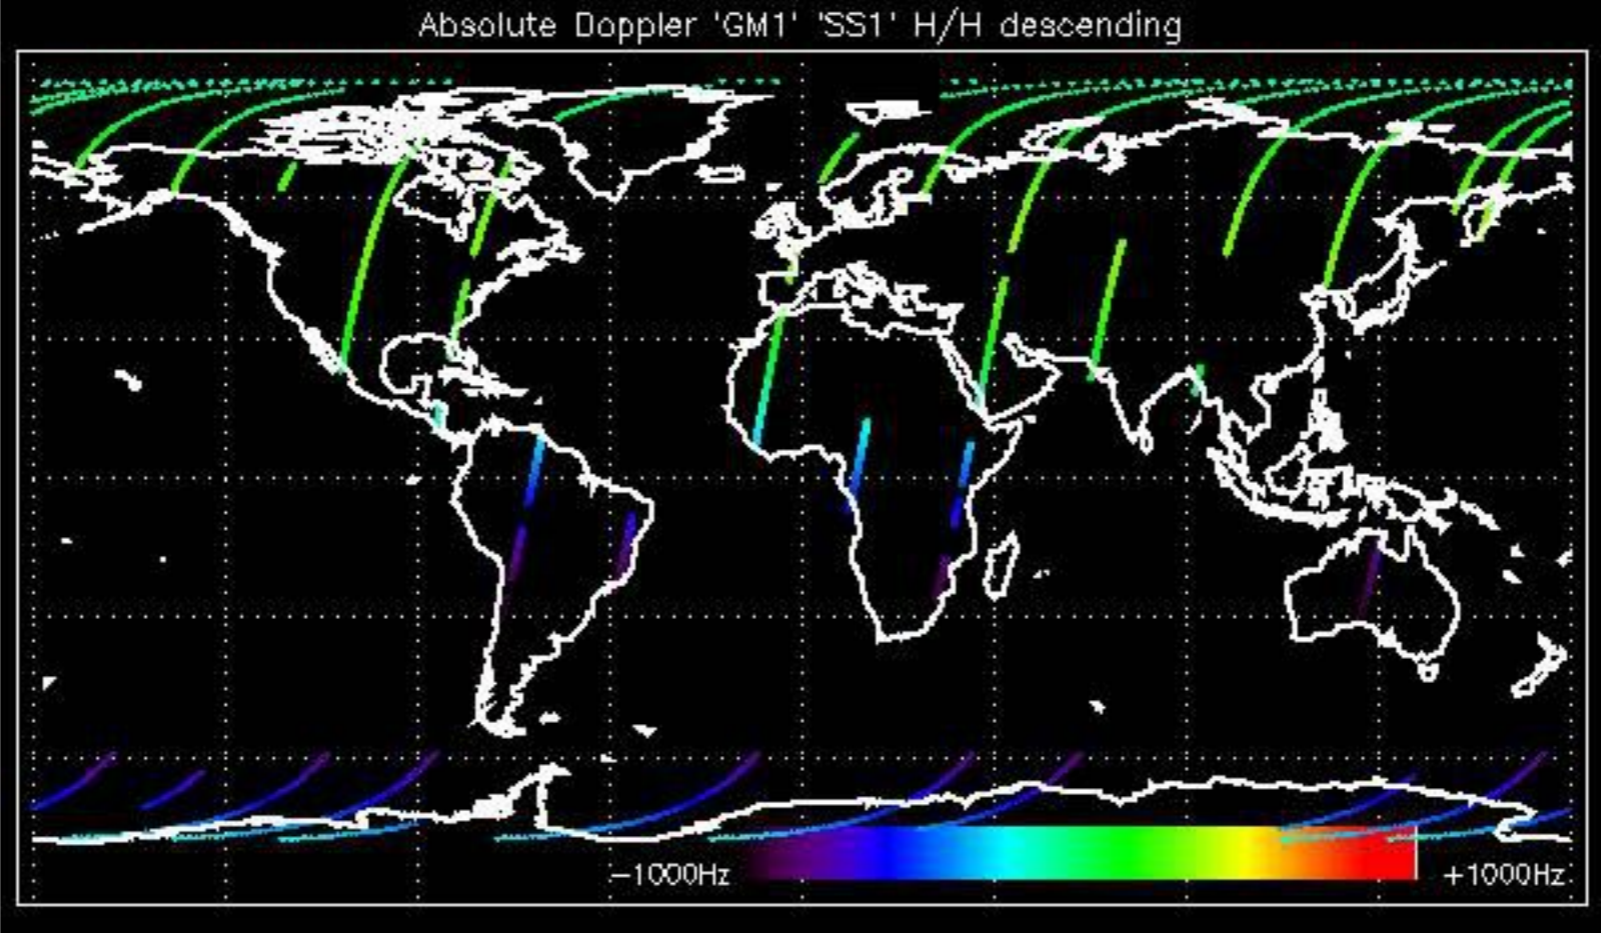 Absolute Doppler 'GM1' 'SS1' H/H descending
−1000Hz +1000Hz